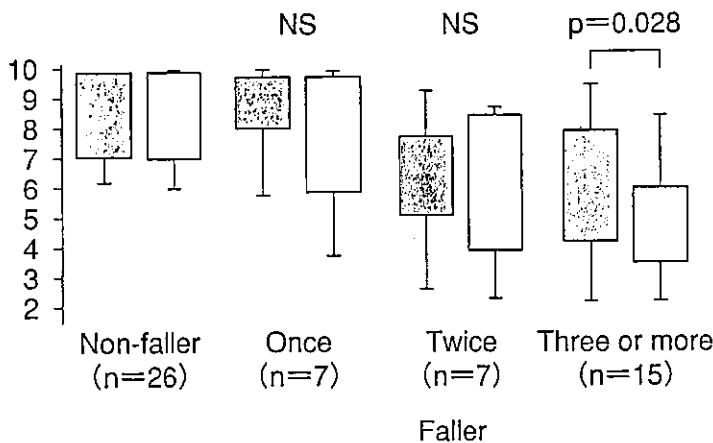 NS NS p=0.028
10
9
8
7
6
5
4
3
2
Non-faller Once Twice Three or more
(n=26) (n=7) (n=7) (n=15)
Faller